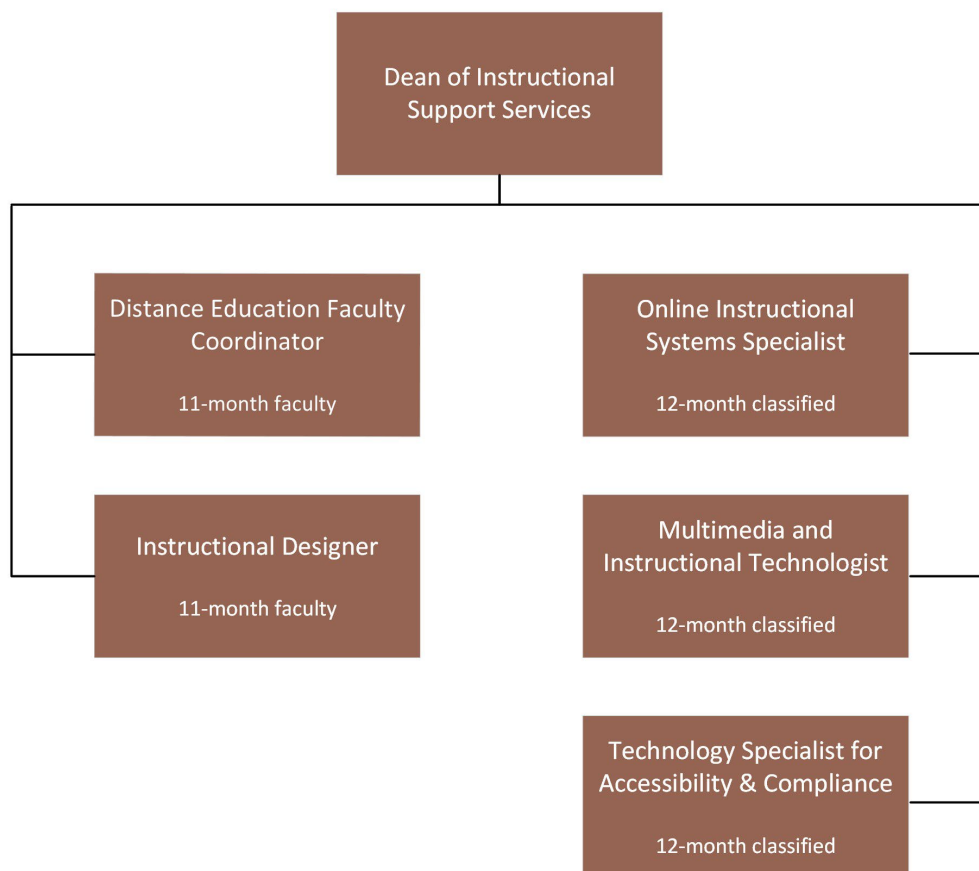 Dean of Instructional
Support Services
Distance Education Faculty
Coordinator
11-month faculty
Online Instructional
Systems Specialist
12-month classified
Instructional Designer
11-month faculty
Multimedia and
Instructional Technologist
12-month classified
Technology Specialist for
Accessibility & Compliance
12-month classified